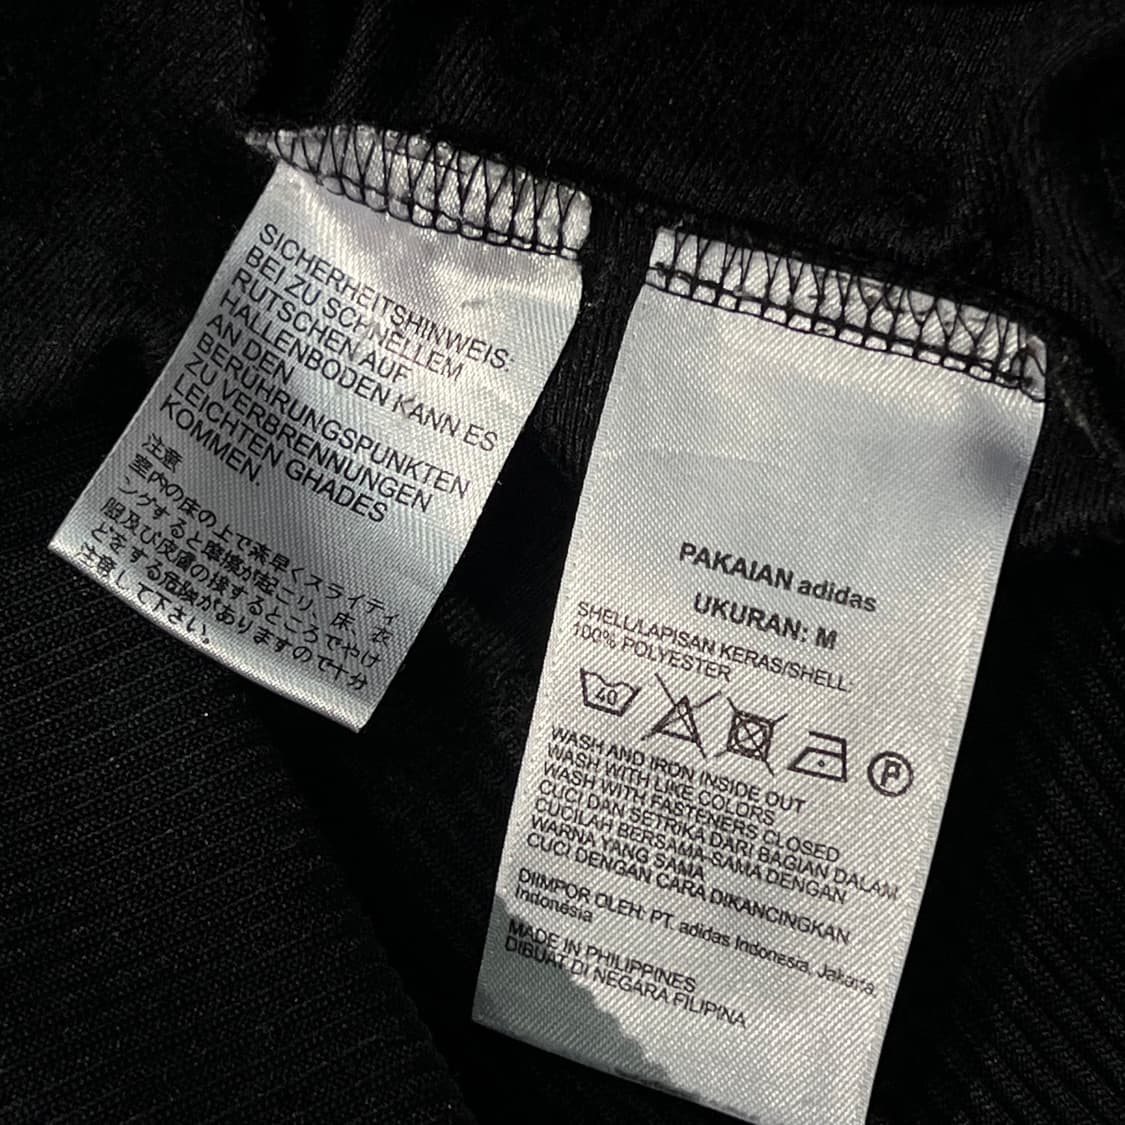 SICHERHEITSHINWEIS.
BEI ZU SCHNELLEM
RUTSCHEN AUF
HALLENBODEN KANN ES
AN DEN
BERÜHRUNGSPUNKTEN
ZU VERBRENNUNGEN
LEICHTEN GHADES
KOMMEN.
注意
室内の床の上で素早くスライディ
ングすると摩擦が起こり、床、衣
服及び皮膚の接するところでやけ
どをする危険がありますので十分
注意して下さい。
PAKAIAN adidas
UKURAN: M
SHELL/LAPISAN KERAS/SHELL:
100% POLYESTER
40
P
WASH AND IRON INSIDE OUT
WASH WITH LIKE COLORS
WASH WITH FASTENERS CLOSED
CUCI DAN SETRIKA DARI BAGIAN DALAM
CUCILAH BERSAMA-SAMA DENGAN
WARNA YANG SAMA
CUCI DENGAN CARA DIKANCINGKAN
DIIMPOR OLEH: PT. adidas Indonesia, Jakarta,
Indonesia
MADE IN PHILIPPINES
DIBUAT DI NEGARA FILIPINA